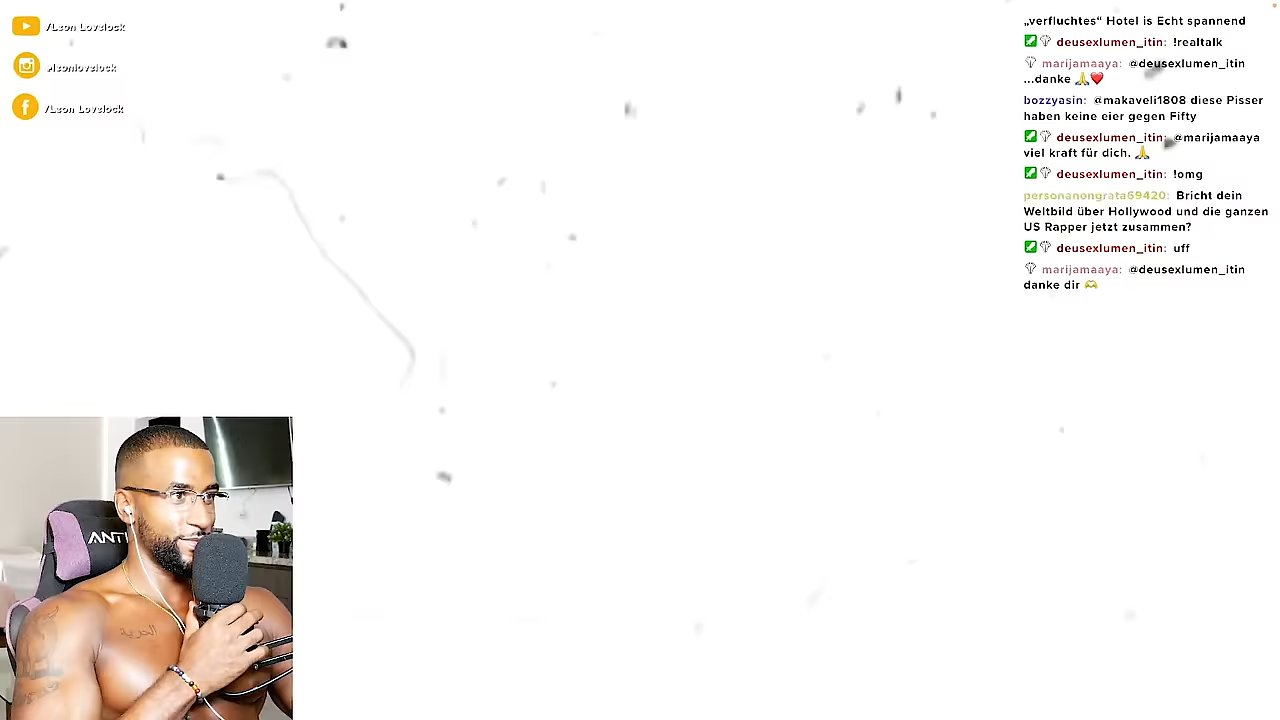 /Leon Lovelock
/leonlovelock
/Leon Lovelock
„verfluchtes“ Hotel is Echt spannend
deusexlumen_itin: !realtalk
marijamaaya: @deusexlumen_itin
...danke 🙏❤️
bozzyasin: @makaveli1808 diese Pisser
haben keine eier gegen Fifty
deusexlumen_itin: @marijamaaya
viel kraft für dich. 🙏
deusexlumen_itin: !omg
personanongrata69420: Bricht dein
Weltbild über Hollywood und die ganzen
US Rapper jetzt zusammen?
deusexlumen_itin: uff
marijamaaya: @deusexlumen_itin
danke dir 🫶
ANTI
الحرية